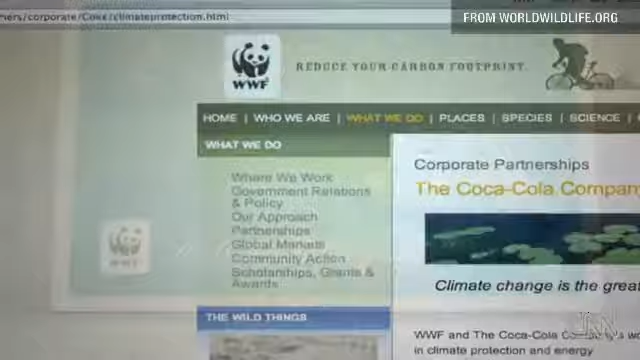 FROM WORLDWILDLIFE.ORG
ners/corporate/Coke/climateprotection.html
WWF
REDUCE YOUR CARBON FOOTPRINT.
HOME | WHO WE ARE | WHAT WE DO | PLACES | SPECIES | SCIENCE |
WHAT WE DO
Where We Work
Government Relations
& Policy
Our Approach
Partnerships
Global Markets
Community Action
Scholarships, Grants &
Awards
THE WILD THINGS
Corporate Partnerships
The Coca-Cola Compan
Climate change is the great
WWF and The Coca-Cola
in climate protection and energy
WWF